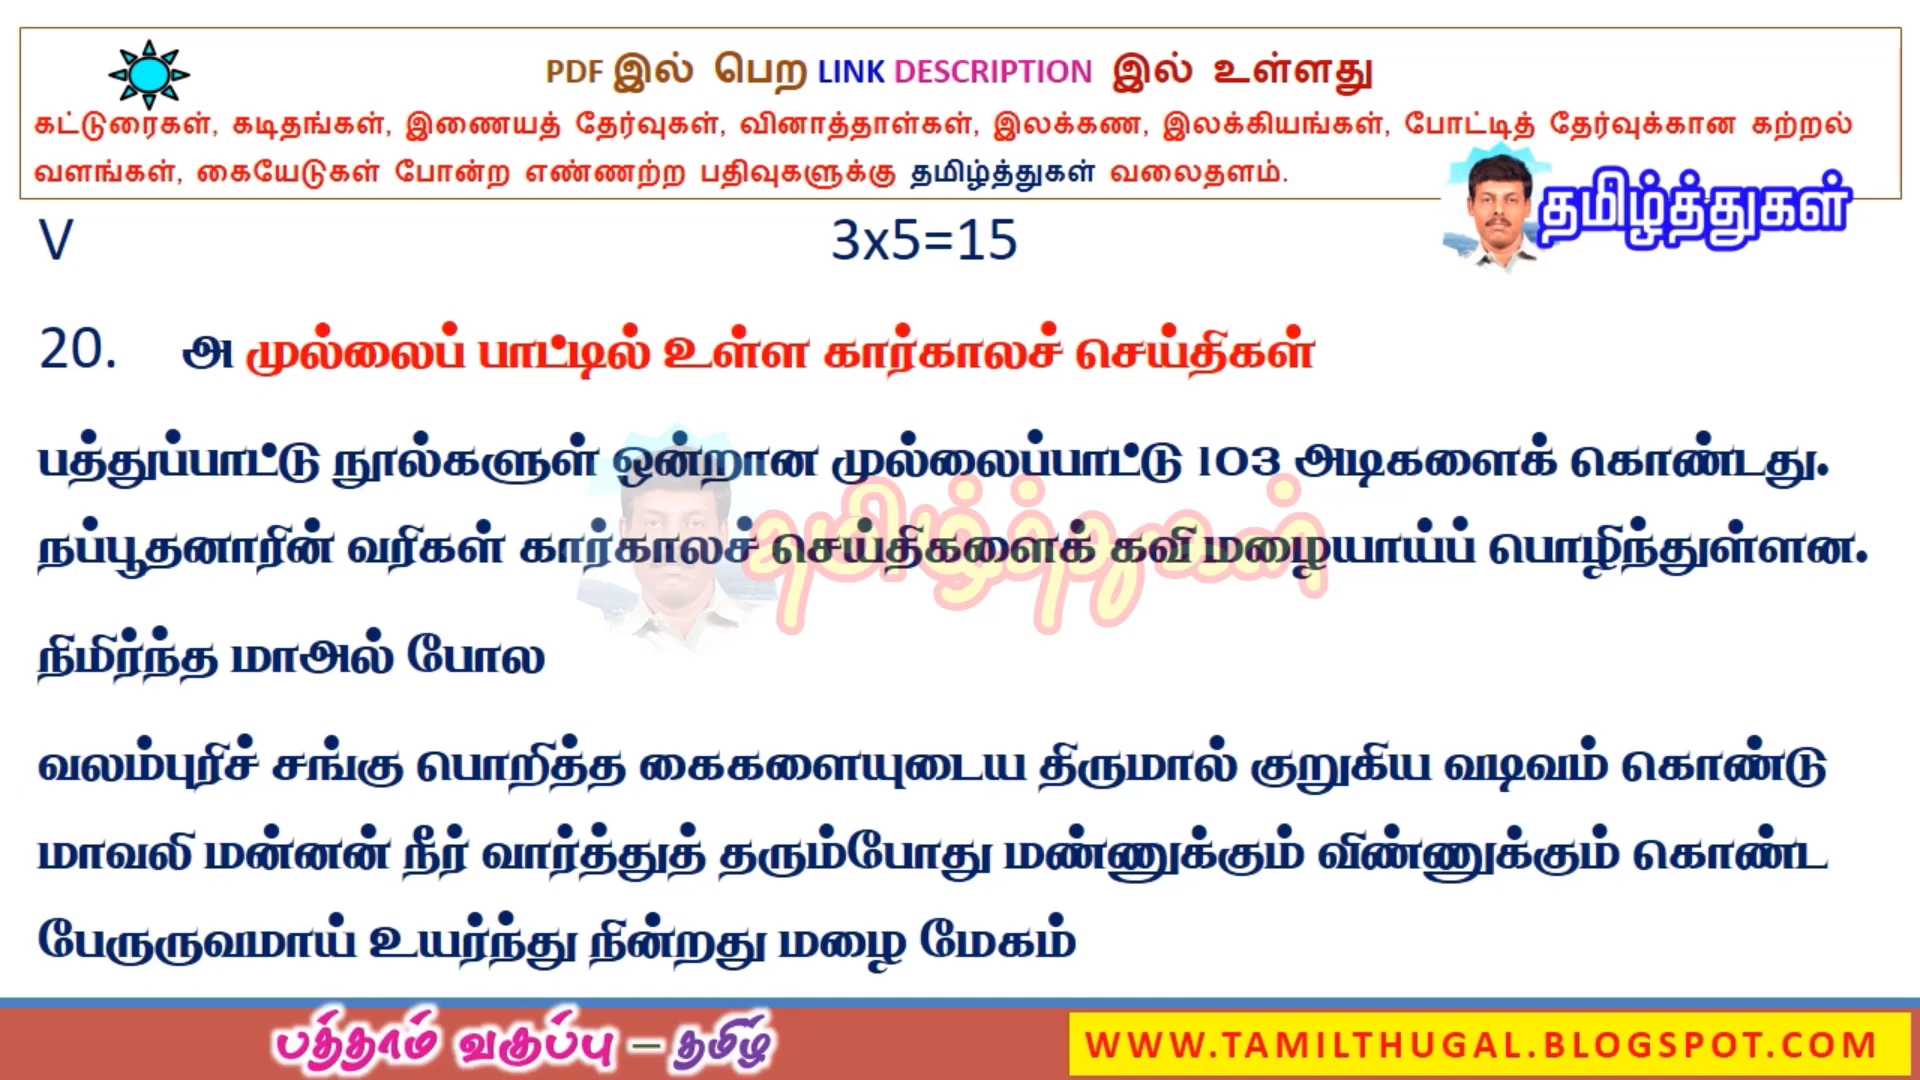 PDF இல் பெற LINK DESCRIPTION இல் உள்ளது
கட்டுரைகள், கடிதங்கள், இணையத் தேர்வுகள், வினாத்தாள்கள், இலக்கண, இலக்கியங்கள், போட்டித் தேர்வுக்கான கற்றல்
வளங்கள், கையேடுகள் போன்ற எண்ணற்ற பதிவுகளுக்கு தமிழ்த்துகள் வலைதளம்.
தமிழ்த்துகள்
V 3x5=15
20. அ முல்லைப் பாட்டில் உள்ள கார்காலச் செய்திகள்
பத்துப்பாட்டு நூல்களுள் ஒன்றான முல்லைப்பாட்டு 103 அடிகளைக் கொண்டது.
நப்பூதனாரின் வரிகள் கார்காலச் செய்திகளைக் கவி மழையாய்ப் பொழிந்துள்ளன.
தமிழ்த்துகள்
நிமிர்ந்த மாஅல் போல
வலம்புரிச் சங்கு பொறித்த கைகளையுடைய திருமால் குறுகிய வடிவம் கொண்டு
மாவலி மன்னன் நீர் வார்த்துத் தரும்போது மண்ணுக்கும் விண்ணுக்கும் கொண்ட
பேருருவமாய் உயர்ந்து நின்றது மழை மேகம்
பத்தாம் வகுப்பு – தமிழ்
WWW.TAMILTHUGAL.BLOGSPOT.COM